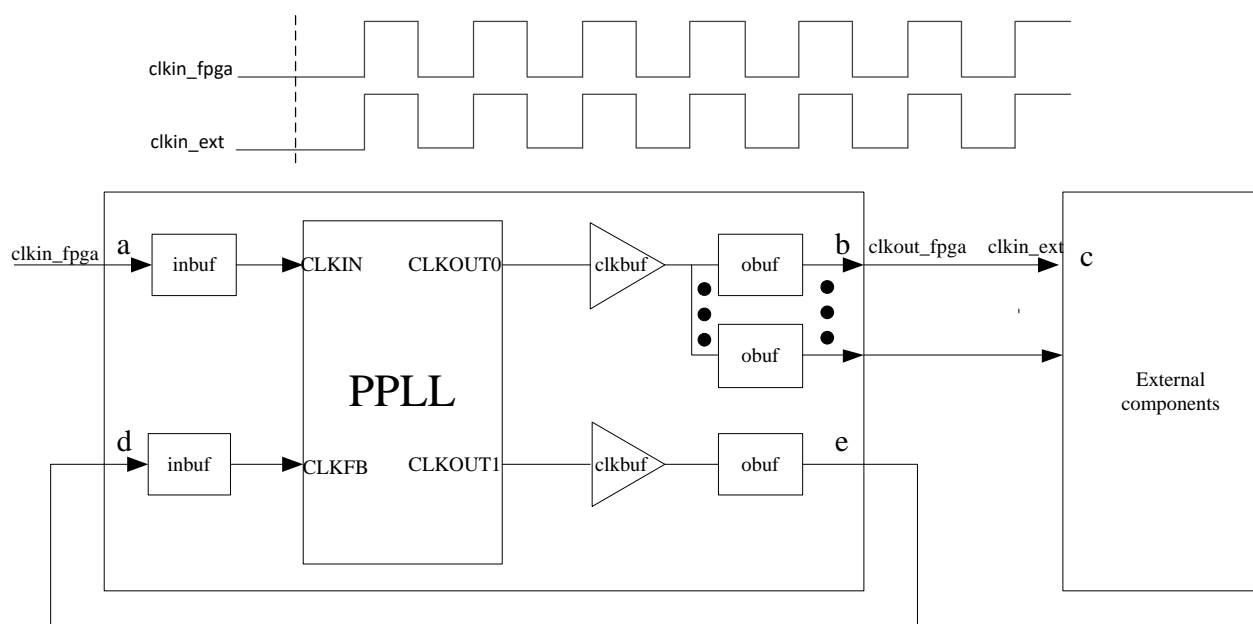 clkin_fpga
clkin_ext
clkin_fpga
a
inbuf
CLKIN
CLKOUT0
clkbuf
obuf
b
clkout_fpga
clkin_ext
c
obuf
PPLL
External
components
d
inbuf
CLKFB
CLKOUT1
clkbuf
obuf
e